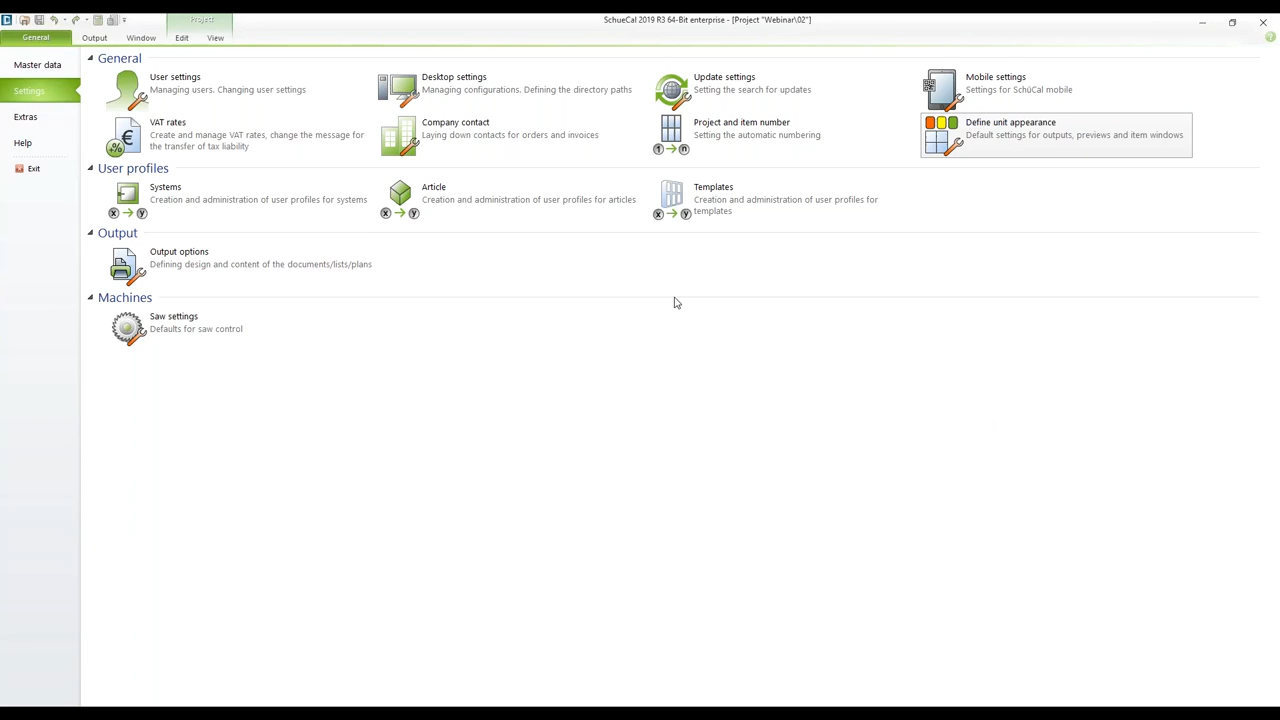 SchueCal 2019 R3 64-Bit enterprise - [Project "Webinar\02"]
Project
General
Output
Window
Edit
View
Master data
Settings
Extras
Help
Exit
General
User settings
Managing users. Changing user settings
Desktop settings
Managing configurations. Defining the directory paths
Update settings
Setting the search for updates
Mobile settings
Settings for SchüCal mobile
VAT rates
Create and manage VAT rates, change the message for
the transfer of tax liability
Company contact
Laying down contacts for orders and invoices
Project and item number
Setting the automatic numbering
Define unit appearance
Default settings for outputs, previews and item windows
User profiles
Systems
Creation and administration of user profiles for systems
Article
Creation and administration of user profiles for articles
Templates
Creation and administration of user profiles for
templates
Output
Output options
Defining design and content of the documents/lists/plans
Machines
Saw settings
Defaults for saw control